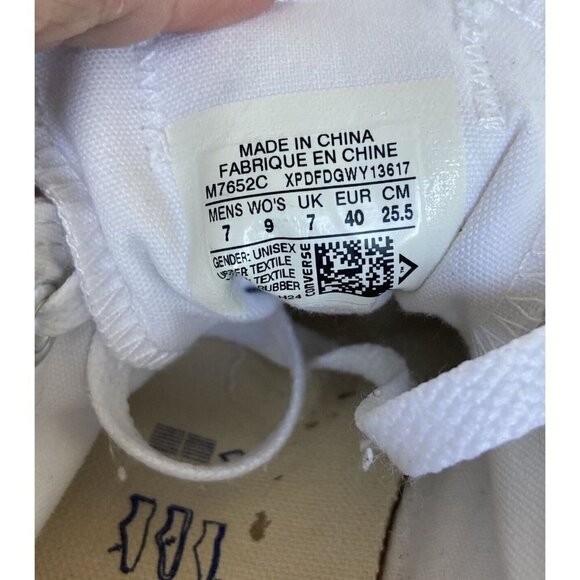 MADE IN CHINA
FABRIQUE EN CHINE
M7652C XPDFDGWY13617
MENS WO'S UK EUR CM
7 9 7 40 25.5
GENDER: UNISEX
TEXTILE
TEXTILE
RUBBER
CONVERSE